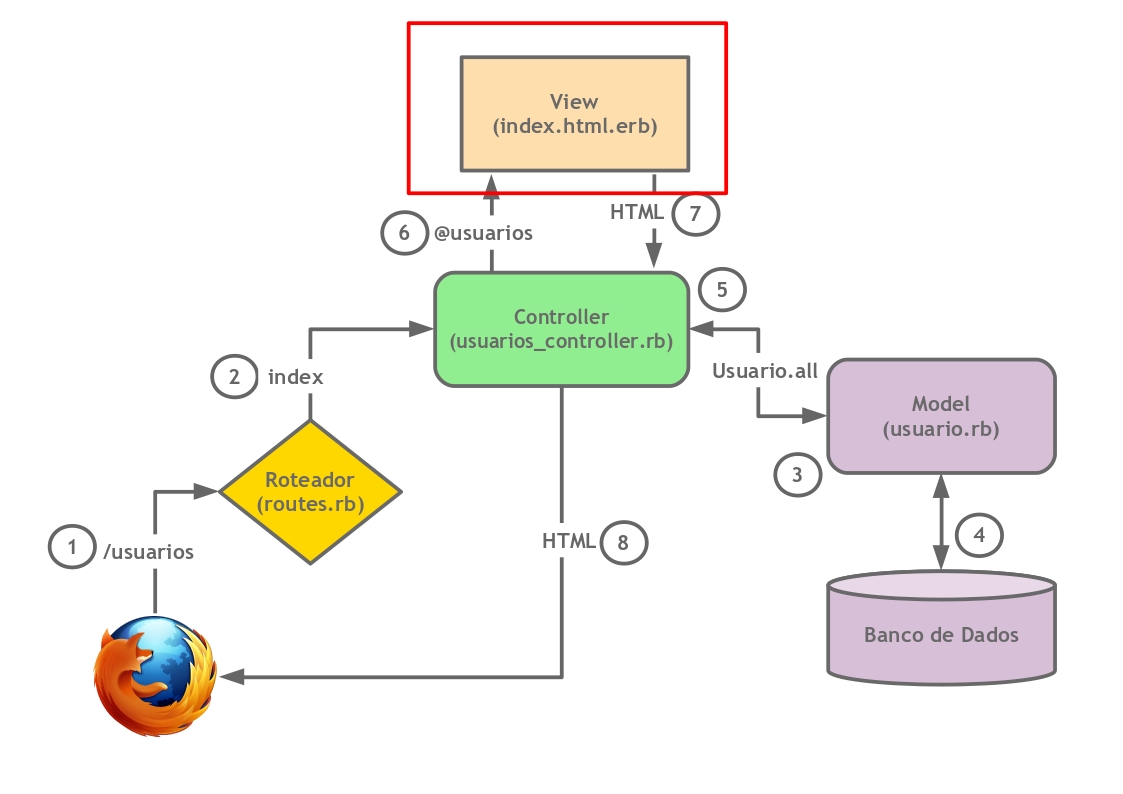 View
(index.html.erb)
HTML 7
6 @usuarios
5
Controller
(usuarios_controller.rb)
2 index
Usuario.all
Model
(usuario.rb)
3
Roteador
(routes.rb)
1 /usuarios
HTML 8
4
Banco de Dados